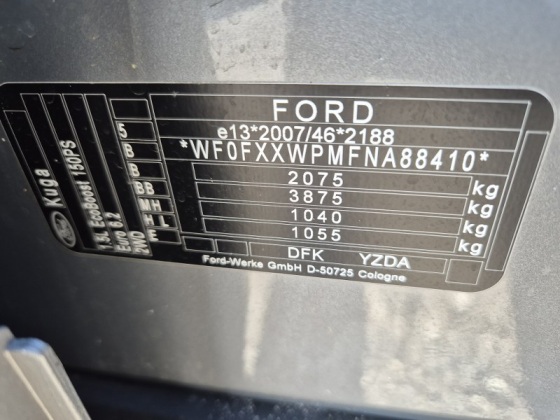 FORD
e13*2007/46*2188
*WF0FXXWPMFNA88410*
2075 kg
3875 kg
1040 kg
1055 kg
DFK YZDA
Ford-Werke GmbH D-50725 Cologne
Ford
Kuga
1.5L EcoBoost 150PS
Euro 6.2
2WD
5
B
B
BB
MH